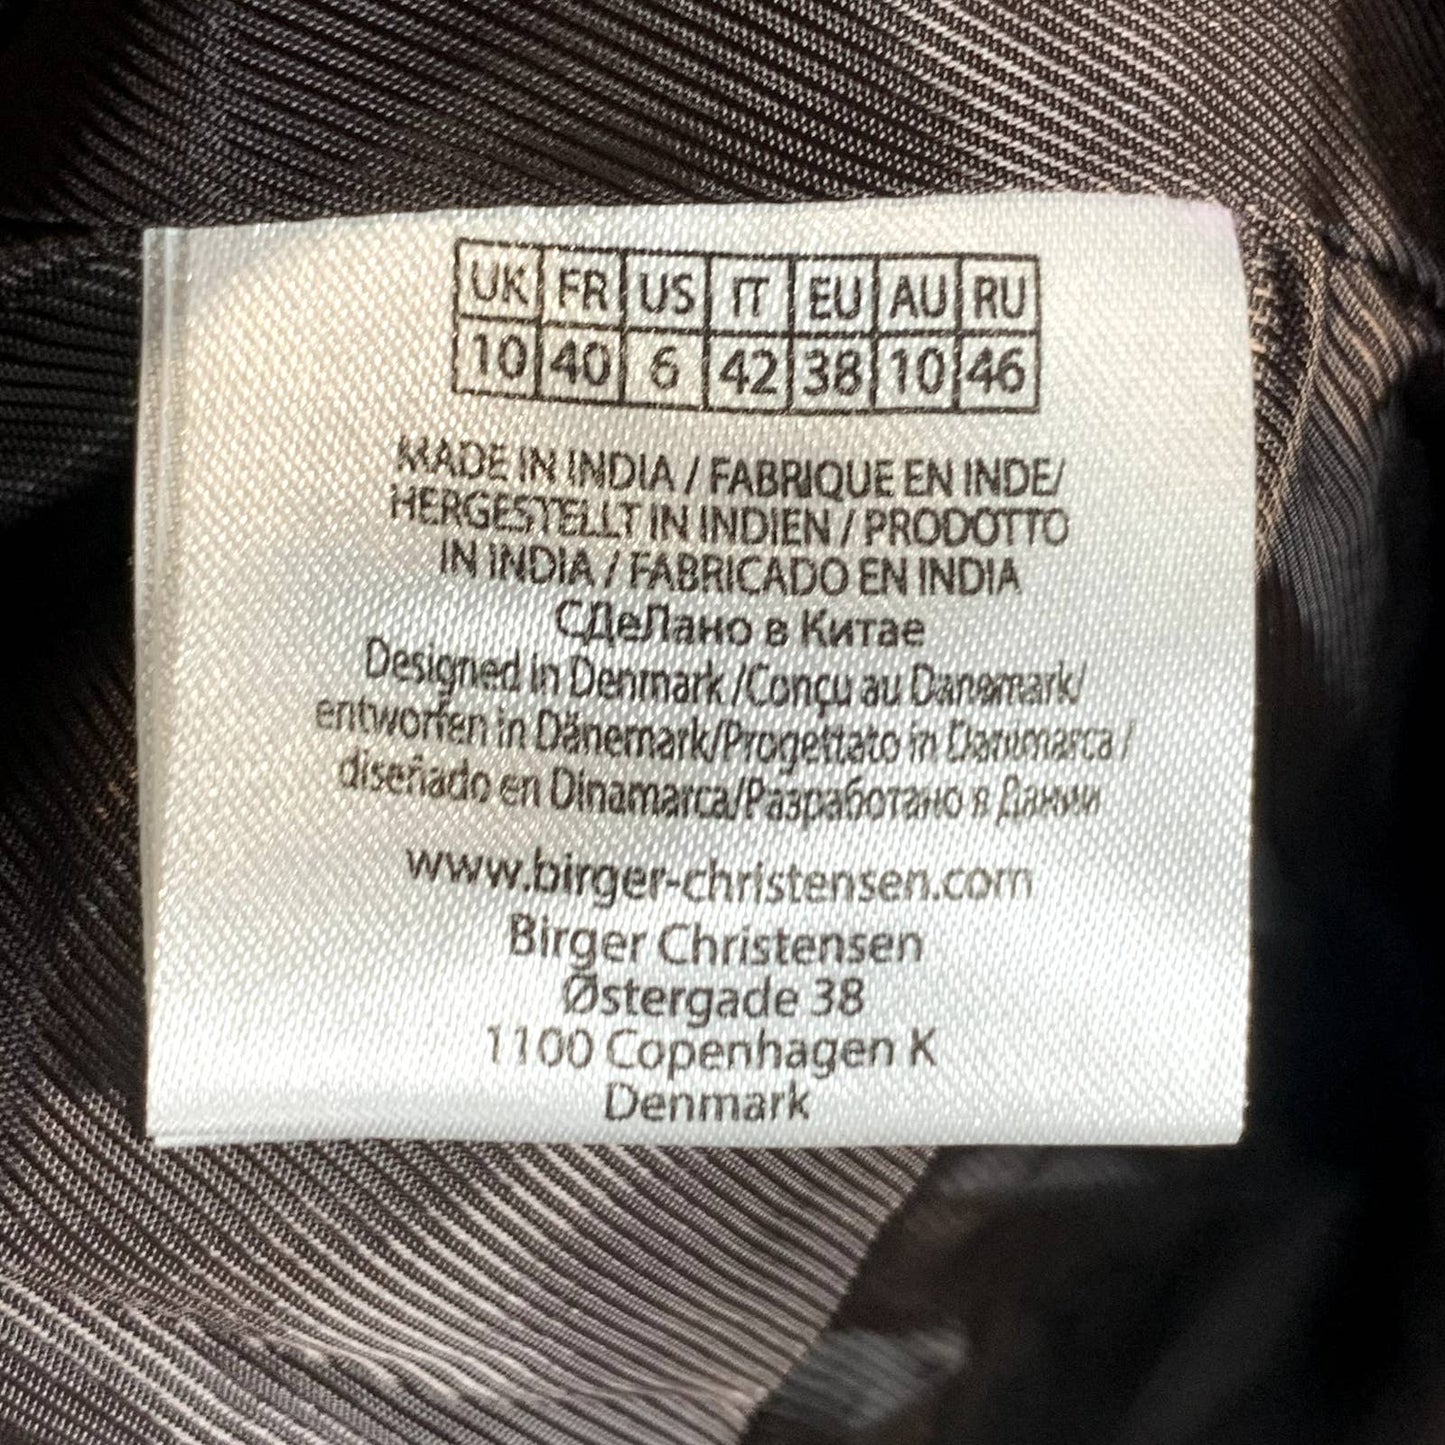 UK FR US IT EU AU RU
10 40 6 42 38 10 46
MADE IN INDIA / FABRIQUE EN INDE/
HERGESTELLT IN INDIEN / PRODOTTO
IN INDIA / FABRICADO EN INDIA
СДеЛано в Китае
Designed in Denmark /Conçu au Danemark/
entworfen in Dänemark/Progettato in Danimarca /
diseñado en Dinamarca/Разработано в Дании
www.birger-christensen.com
Birger Christensen
Østergade 38
1100 Copenhagen K
Denmark